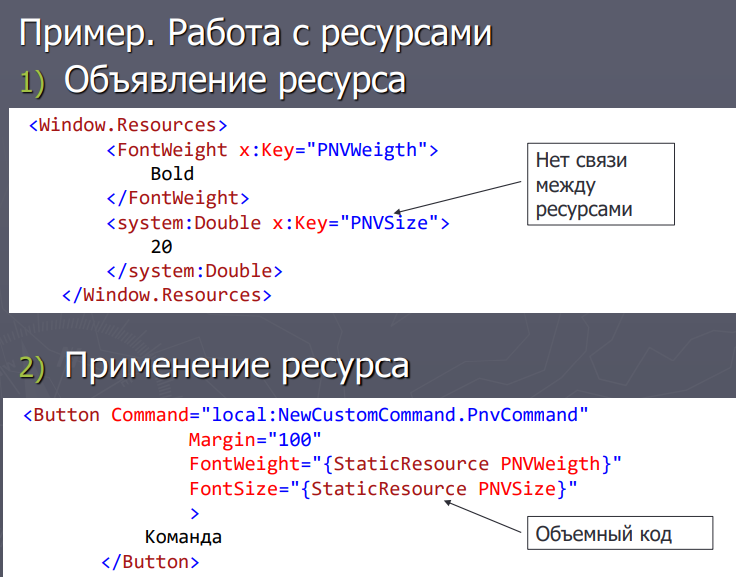 Пример. Работа с ресурсами
1) Объявление ресурса
<Window.Resources>
<FontWeight x:Key="PNVWeigth">
Bold
</FontWeight>
<system:Double x:Key="PNVSize">
20
</system:Double>
</Window.Resources>
Нет связи
между
ресурсами
2) Применение ресурса
<Button Command="local:NewCustomCommand.PnvCommand"
Margin="100"
FontWeight="{StaticResource PNVWeigth}"
FontSize="{StaticResource PNVSize}"
>
Команда
</Button>
Объемный код